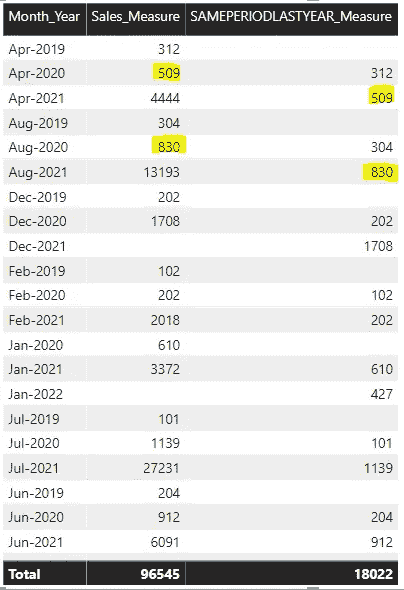 Month_Year Sales_Measure SAMEPERIODLASTYEAR_Measure
Apr-2019 312
Apr-2020 509 312
Apr-2021 4444 509
Aug-2019 304
Aug-2020 830 304
Aug-2021 13193 830
Dec-2019 202
Dec-2020 1708 202
Dec-2021 1708
Feb-2019 102
Feb-2020 202 102
Feb-2021 2018 202
Jan-2020 610
Jan-2021 3372 610
Jan-2022 427
Jul-2019 101
Jul-2020 1139 101
Jul-2021 27231 1139
Jun-2019 204
Jun-2020 912 204
Jun-2021 6091 912
Total 96545 18022